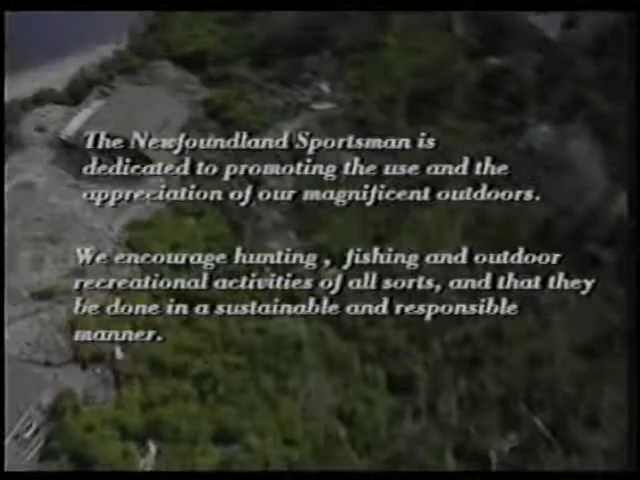 The Newfoundland Sportsman is
dedicated to promoting the use and the
appreciation of our magnificent outdoors.
We encourage hunting , fishing and outdoor
recreational activities of all sorts, and that they
be done in a sustainable and responsible
manner.